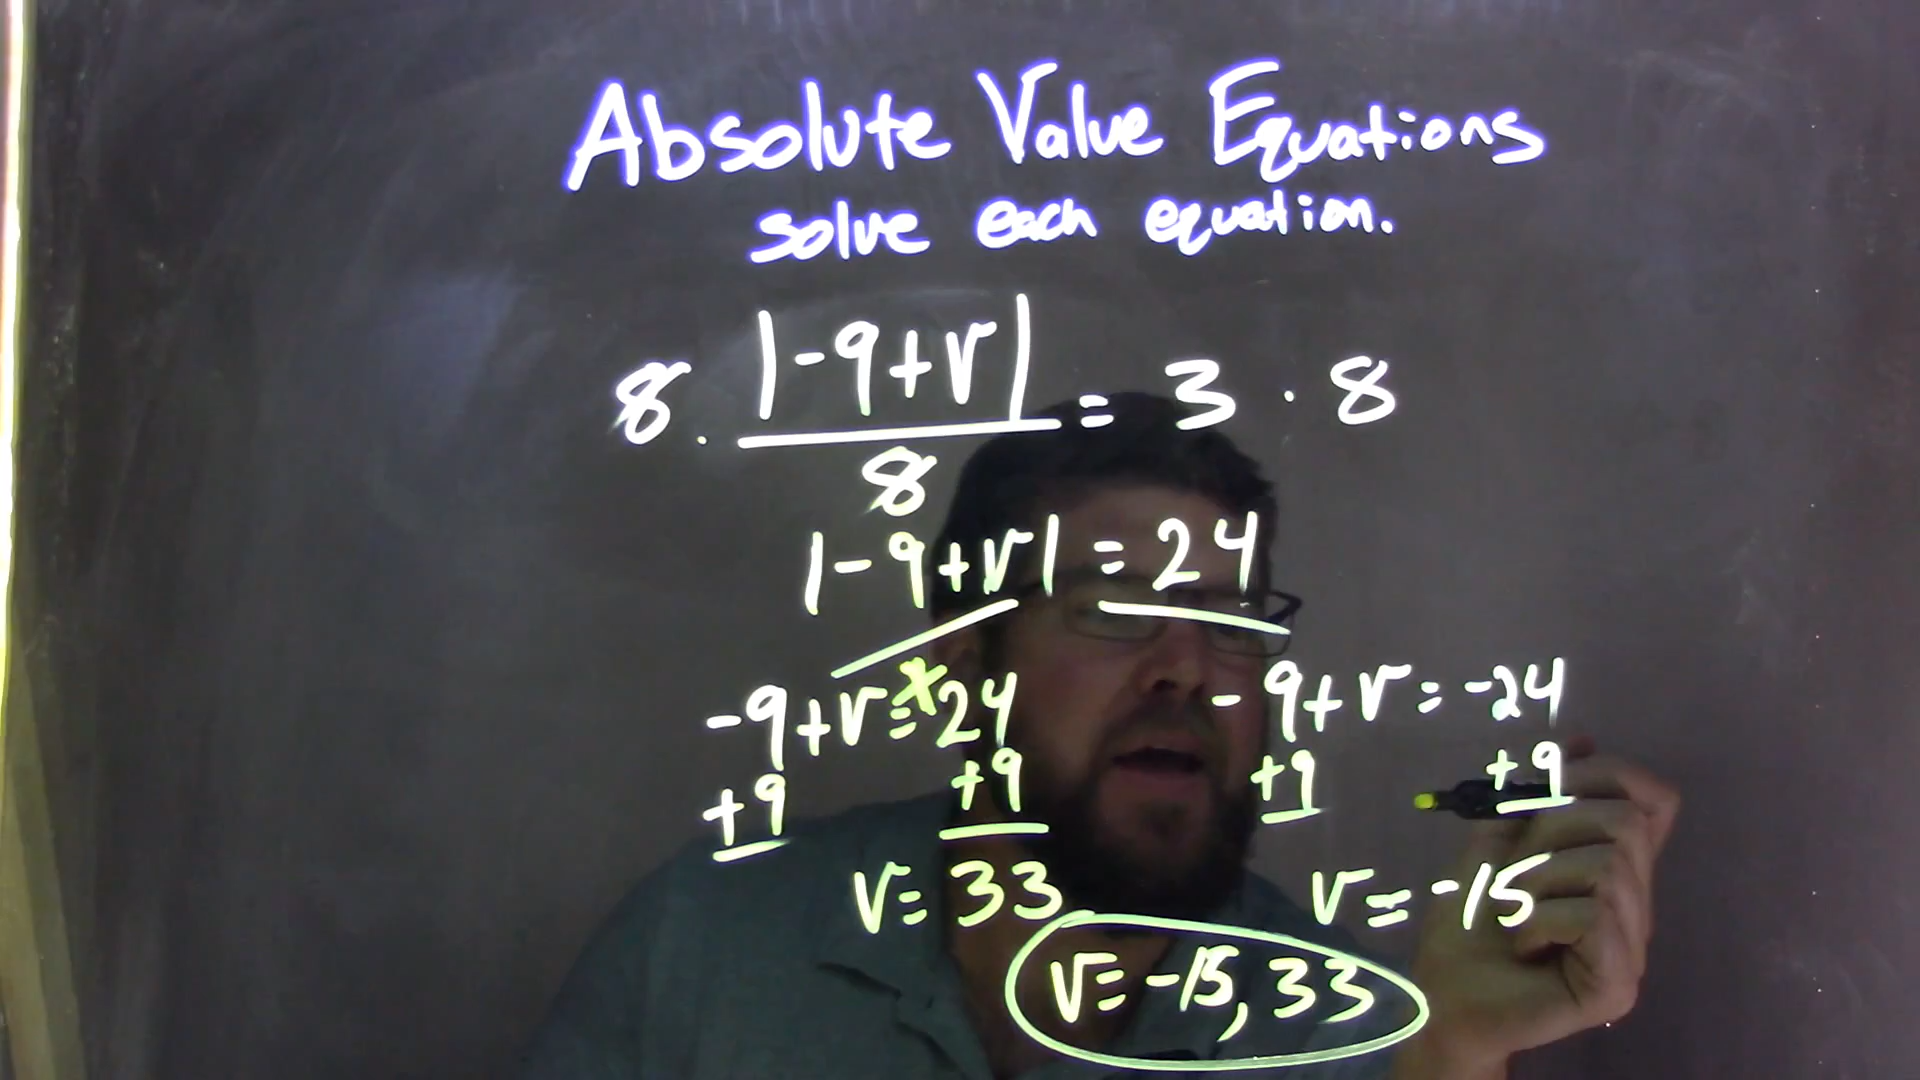 Absolute Value Equations
solve each equation.
8 · |-9+v| / 8 = 3 · 8
|-9+v| = 24
-9+v=+24 -9+v=-24
+9 +9 +9 +9
v=33 v=-15
v=-15,33